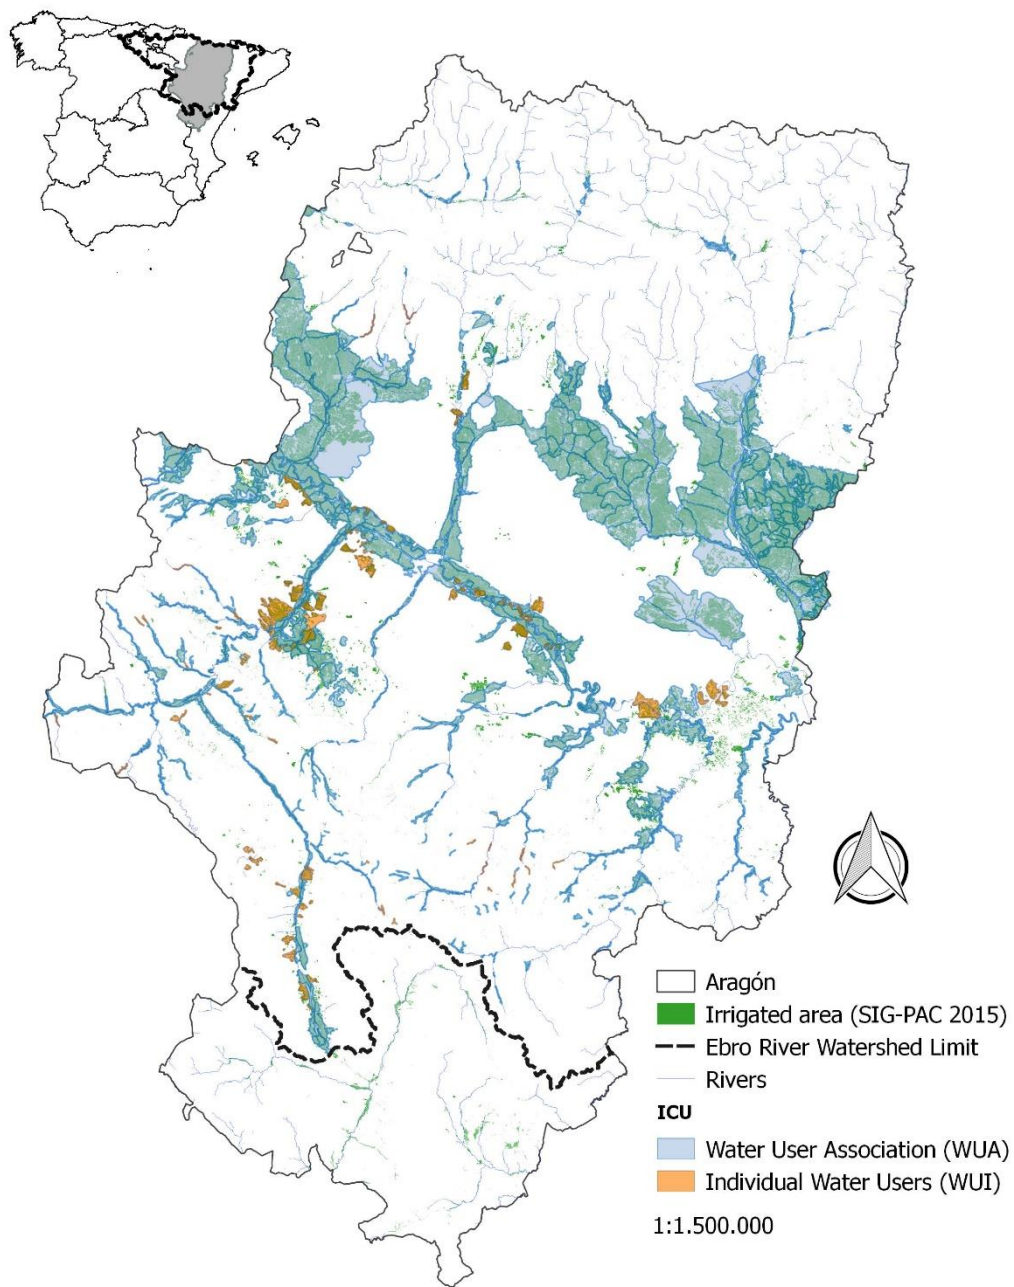 Aragón
Irrigated area (SIG-PAC 2015)
Ebro River Watershed Limit
Rivers
ICU
Water User Association (WUA)
Individual Water Users (WUI)
1:1.500.000